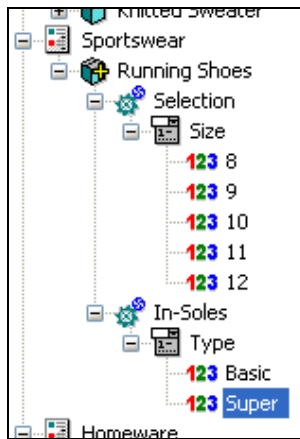 Knitted Sweater
Sportswear
Running Shoes
Selection
Size
123 8
123 9
123 10
123 11
123 12
In-Soles
Type
123 Basic
123 Super
Homeware